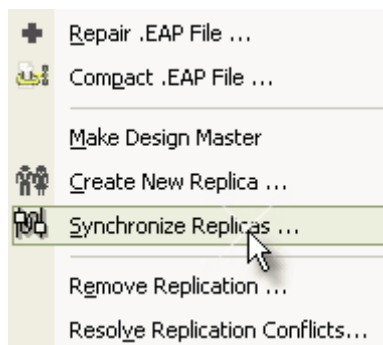 Repair .EAP File ...
Compact .EAP File ...
Make Design Master
Create New Replica ...
Synchronize Replicas ...
Remove Replication ...
Resolve Replication Conflicts...